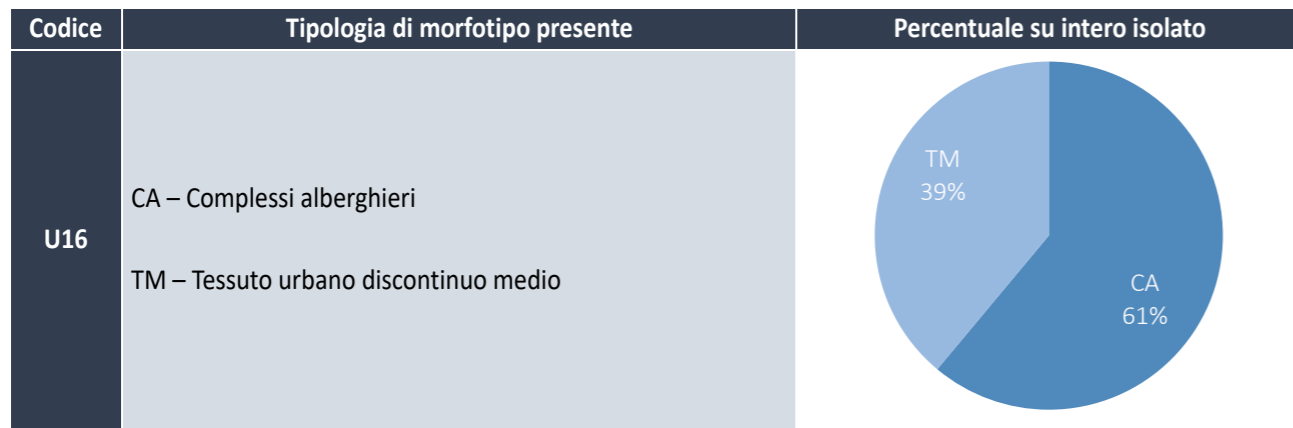 Codice Tipologia di morfotipo presente Percentuale su intero isolato
U16
CA – Complessi alberghieri
TM – Tessuto urbano discontinuo medio
TM
39%
CA
61%